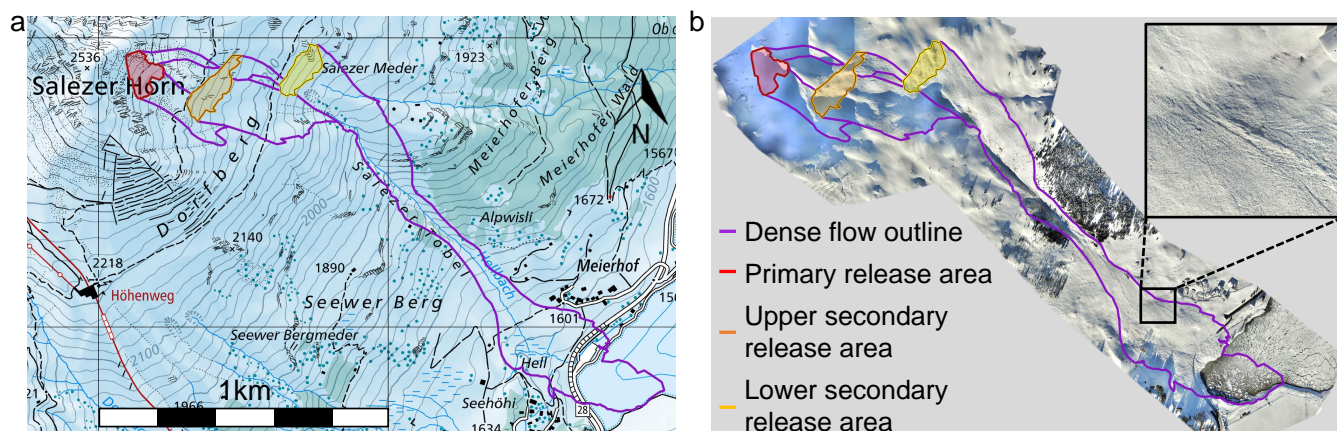 a
b
2536
Salezer Horn
Salezer Meder
1923
Ob d
N
Meierhofer Berg
Meierhofer Wald
1567
1600
1672
Dorfberg
2000
2140
Salezer Tobel
Alpwisli
Meierhof
2218
Höhenweg
1890
Seewer Berg
1601
Seewer Bergmeder
2100
Hell
1km
Seehöhi
28
1966
1634
Dense flow outline
Primary release area
Upper secondary
release area
Lower secondary
release area